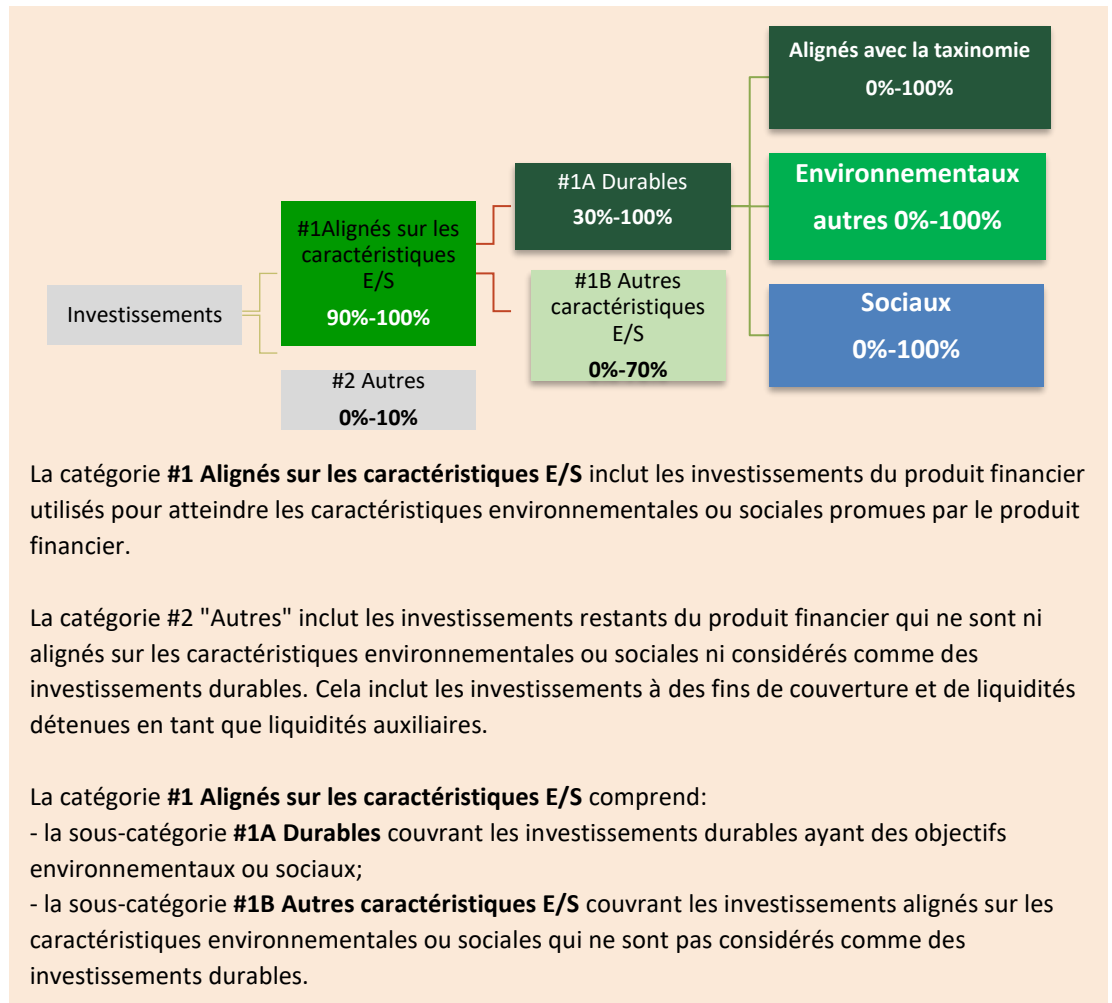 Alignés avec la taxinomie
0%-100%
#1A Durables
30%-100%
Environnementaux
autres 0%-100%
#1Alignés sur les
caractéristiques
E/S
90%-100%
#1B Autres
caractéristiques
E/S
0%-70%
Investissements
Sociaux
0%-100%
#2 Autres
0%-10%
La catégorie #1 Alignés sur les caractéristiques E/S inclut les investissements du produit financier
utilisés pour atteindre les caractéristiques environnementales ou sociales promues par le produit
financier.
La catégorie #2 "Autres" inclut les investissements restants du produit financier qui ne sont ni
alignés sur les caractéristiques environnementales ou sociales ni considérés comme des
investissements durables. Cela inclut les investissements à des fins de couverture et de liquidités
détenues en tant que liquidités auxiliaires.
La catégorie #1 Alignés sur les caractéristiques E/S comprend:
- la sous-catégorie #1A Durables couvrant les investissements durables ayant des objectifs
environnementaux ou sociaux;
- la sous-catégorie #1B Autres caractéristiques E/S couvrant les investissements alignés sur les
caractéristiques environnementales ou sociales qui ne sont pas considérés comme des
investissements durables.